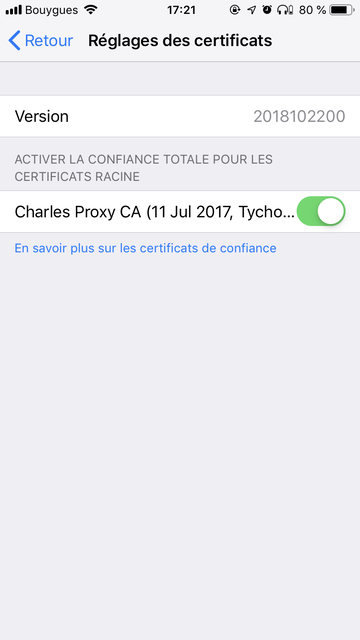 Bouygues 17:21 80 %
Retour Réglages des certificats
Version 2018102200
ACTIVER LA CONFIANCE TOTALE POUR LES
CERTIFICATS RACINE
Charles Proxy CA (11 Jul 2017, Tycho...
En savoir plus sur les certificats de confiance